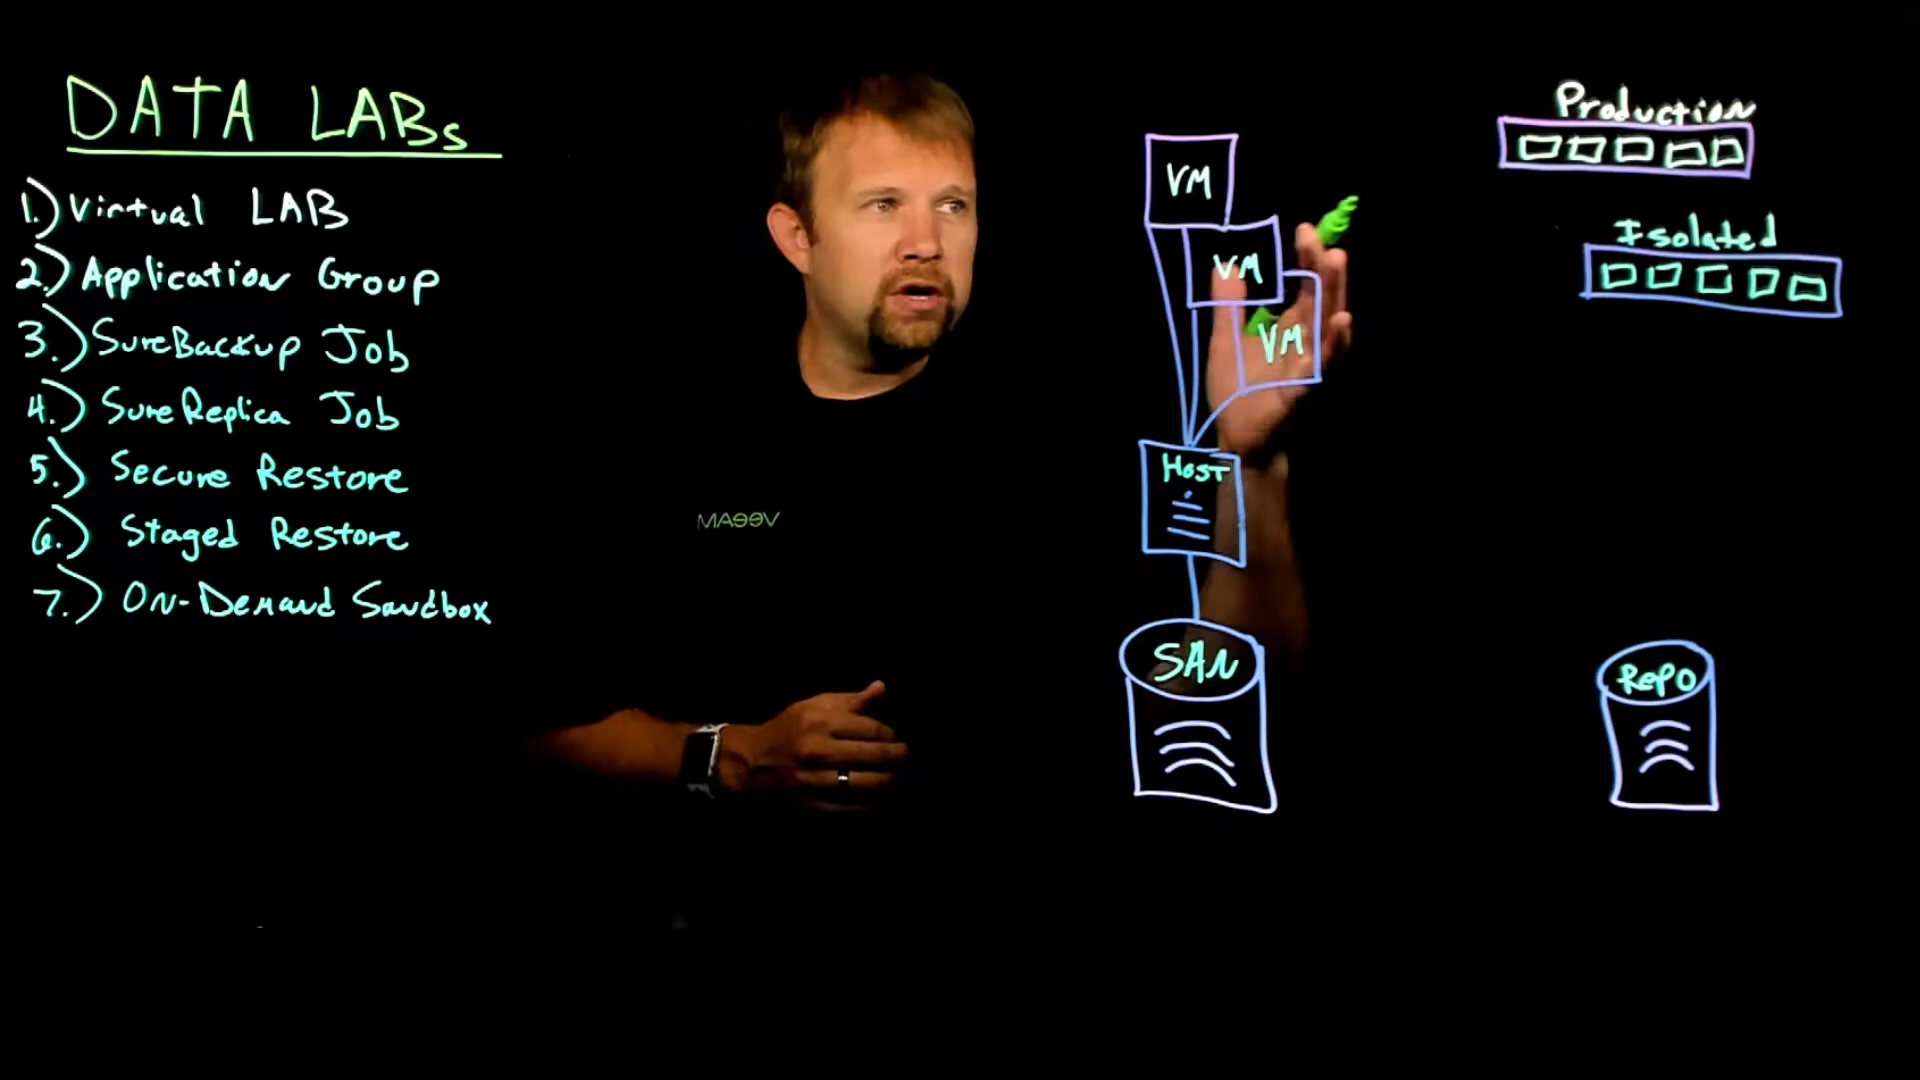 DATA LABs
1.) Virtual LAB
2.) Application Group
3.) SureBackup Job
4.) SureReplica Job
5.) Secure Restore
6.) Staged Restore
7.) ON-Demand Sandbox
VEEAM
VM
VM
VM
HOST
SAN
Production
Isolated
RePO